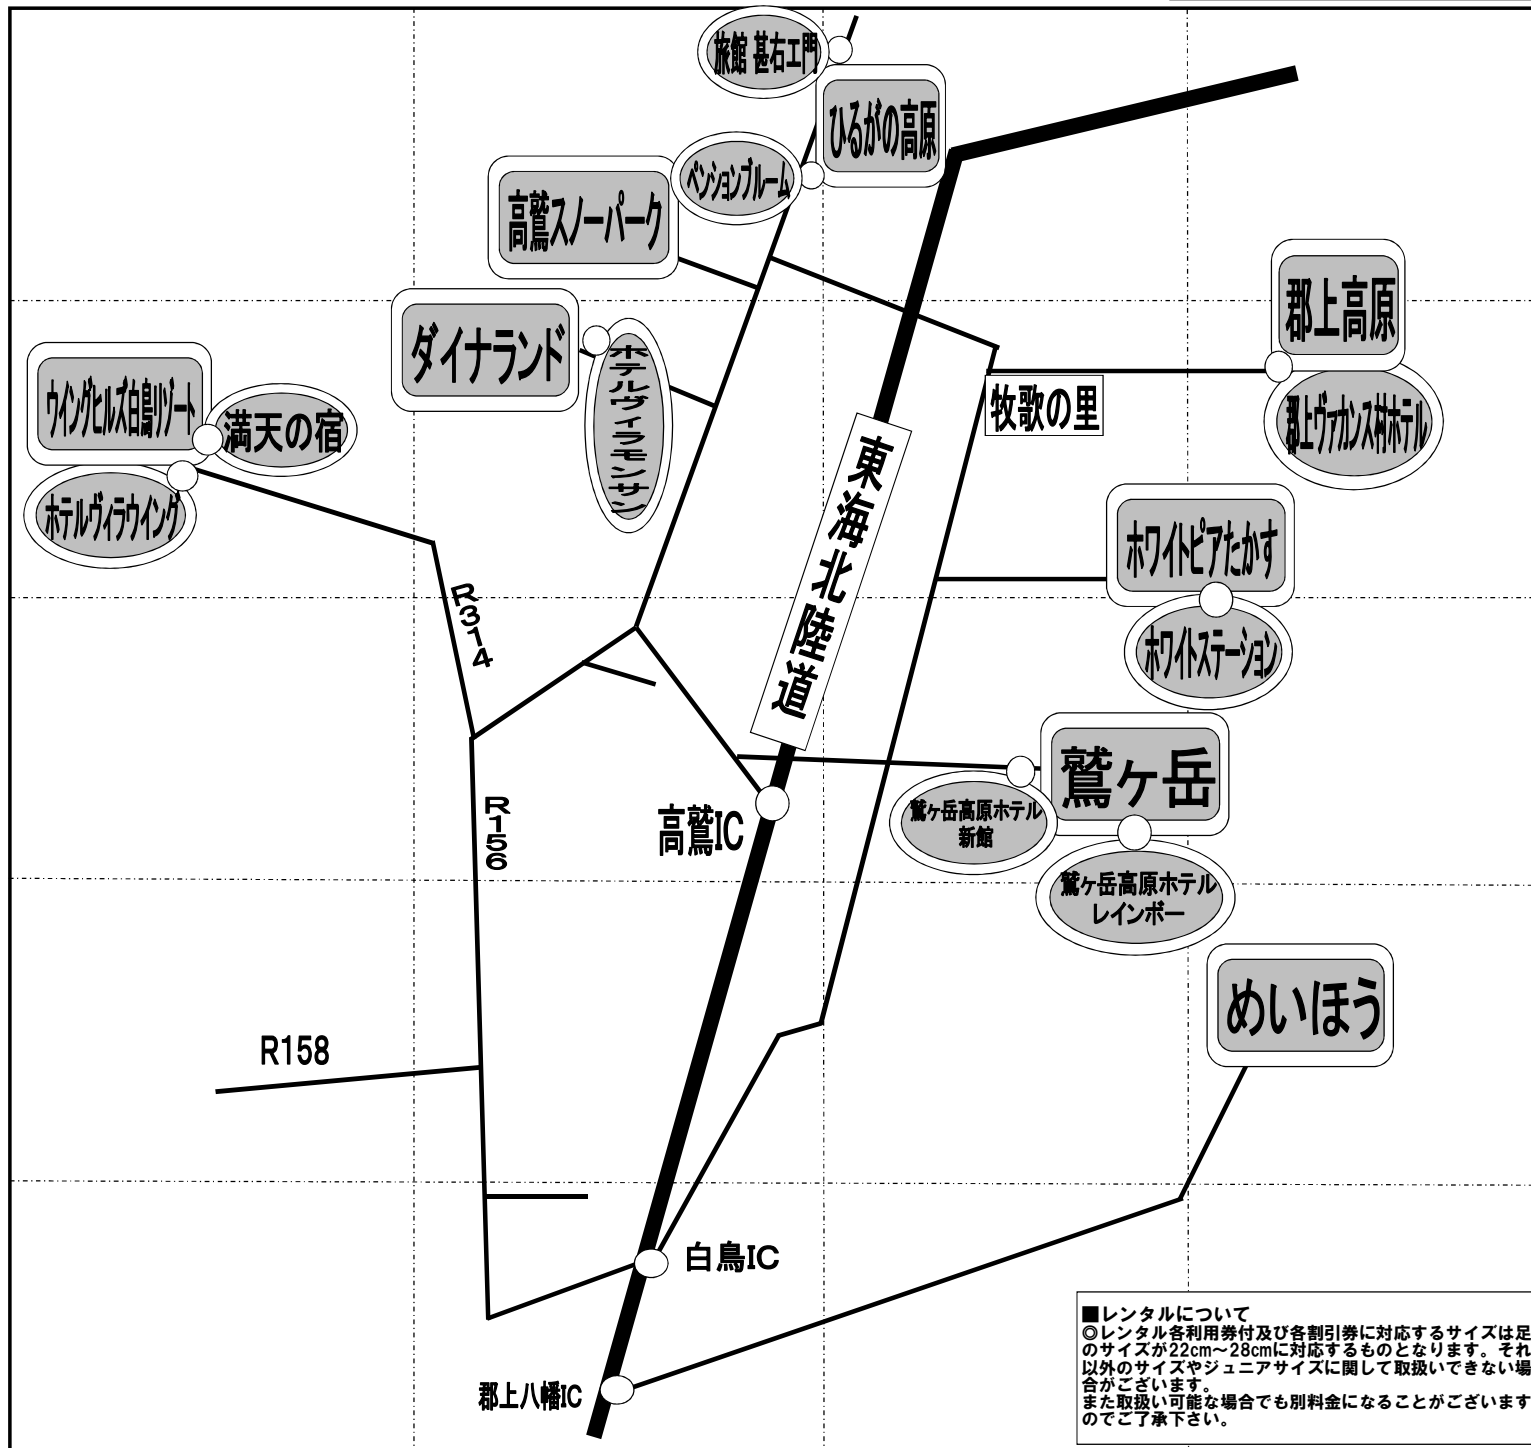 旅館 甚右エ門
ひるがの高原
ペンションブルーム
高鷲スノーパーク
郡上高原
ダイナランド
ホテルヴィラモンサン
ウイングヒルズ白鳥リゾート
満天の宿
牧歌の里
郡上ヴァカンス村ホテル
東海北陸道
ホテルヴィラウイング
ホワイトピアたかす
R314
ホワイトステーション
鷲ヶ岳
R156
高鷲IC
鷲ヶ岳高原ホテル
新館
鷲ヶ岳高原ホテル
レインボー
めいほう
R158
白鳥IC
郡上八幡IC
■レンタルについて
◎レンタル各利用券付及び各割引券に対応するサイズは足
のサイズが22cm～28cmに対応するものとなります。それ
以外のサイズやジュニアサイズに関して取扱いできない場
合がございます。
また取扱い可能な場合でも別料金になることがございます
のでご了承下さい。